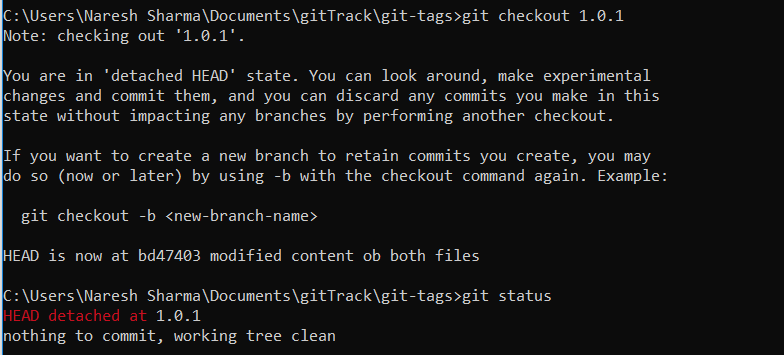 C:\Users\Naresh Sharma\Documents\gitTrack\git-tags>git checkout 1.0.1
Note: checking out '1.0.1'.
You are in 'detached HEAD' state. You can look around, make experimental
changes and commit them, and you can discard any commits you make in this
state without impacting any branches by performing another checkout.
If you want to create a new branch to retain commits you create, you may
do so (now or later) by using -b with the checkout command again. Example:
git checkout -b <new-branch-name>
HEAD is now at bd47403 modified content ob both files
C:\Users\Naresh Sharma\Documents\gitTrack\git-tags>git status
HEAD detached at 1.0.1
nothing to commit, working tree clean